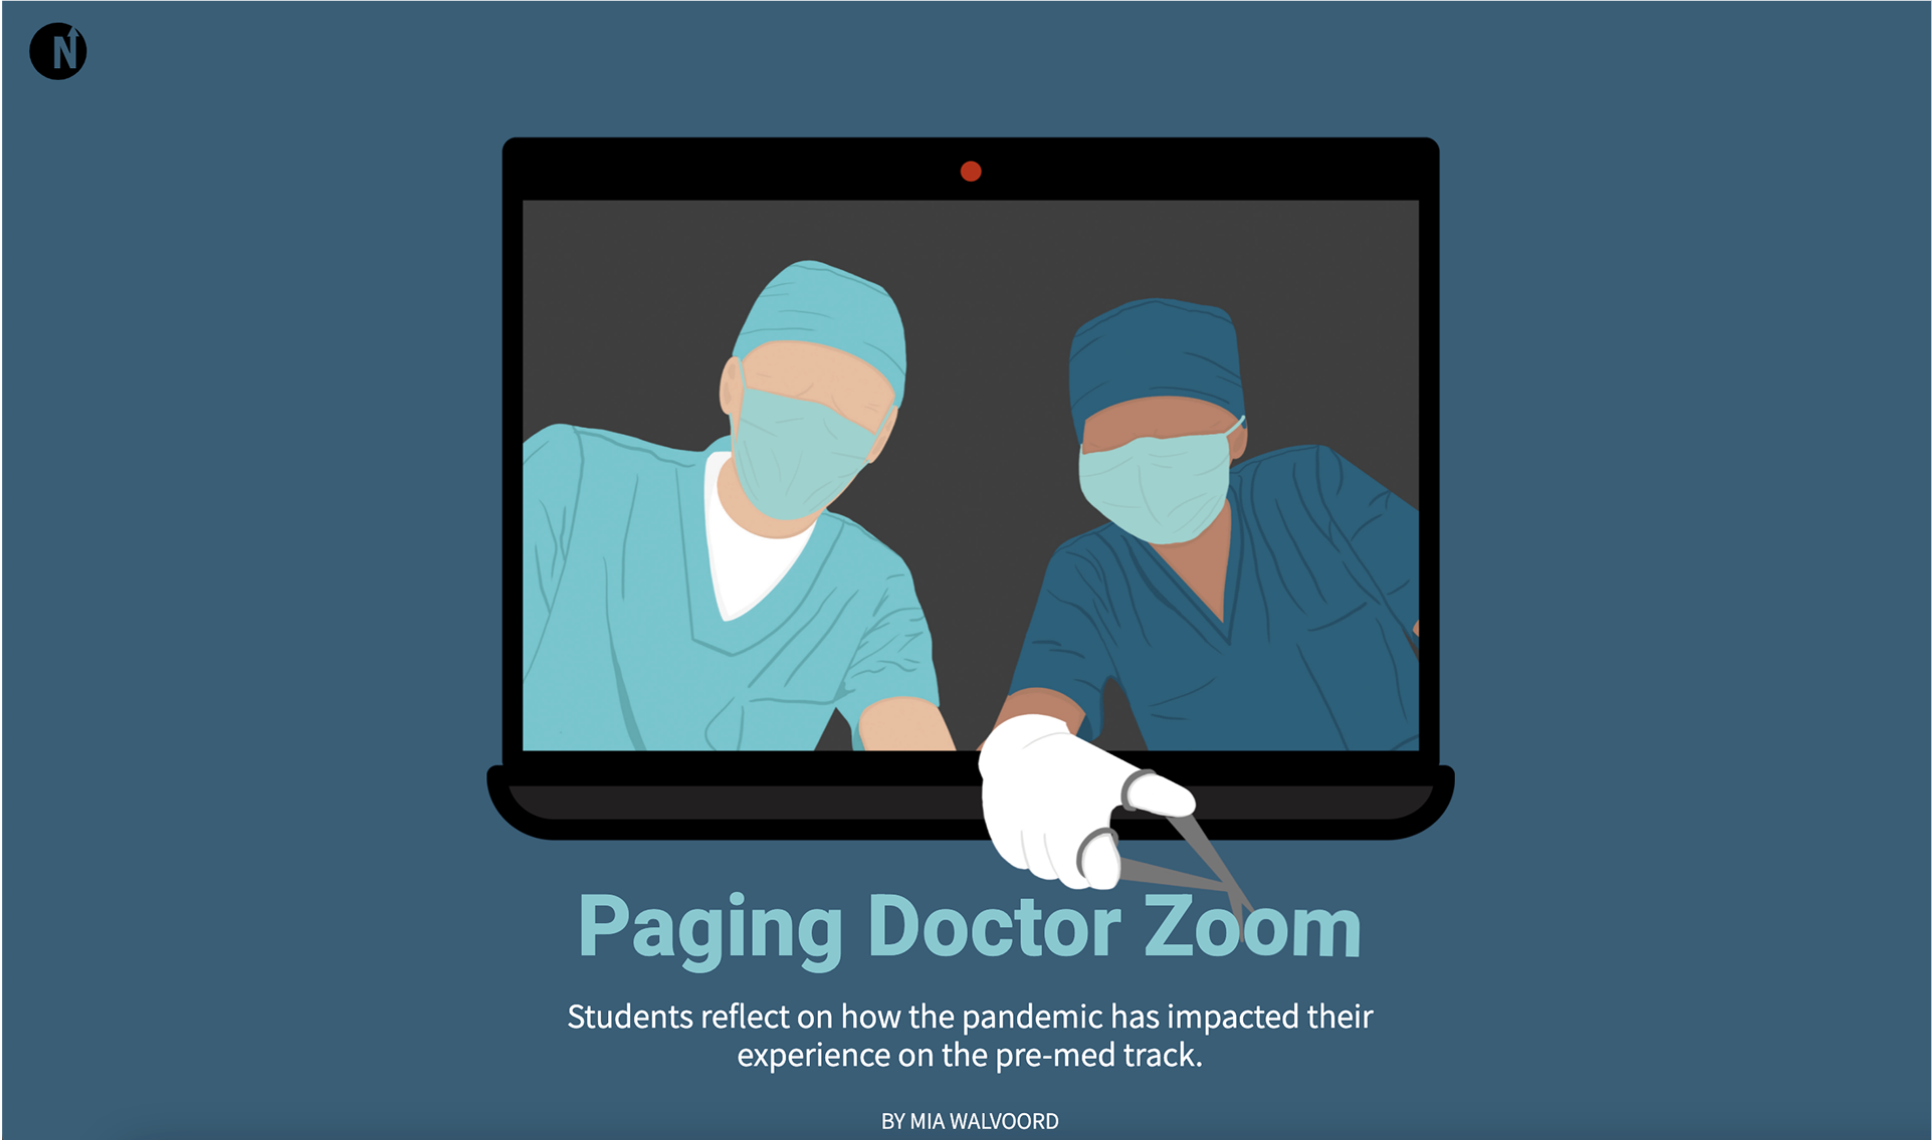 N
Paging Doctor Zoom
Students reflect on how the pandemic has impacted their
experience on the pre-med track.
BY MIA WALVOORD